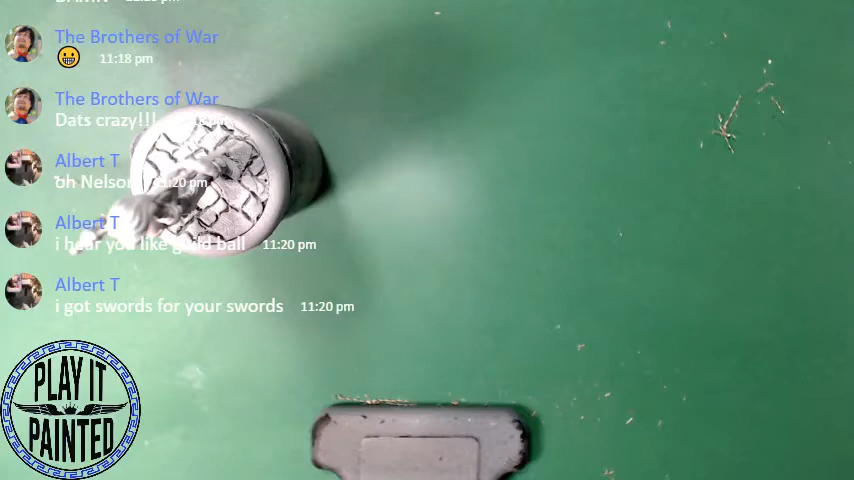 The Brothers of War
11:18 pm
The Brothers of War
Dats crazy!!!
Albert T
oh Nelson 11:20 pm
Albert T
i hear you like guild ball 11:20 pm
Albert T
i got swords for your swords 11:20 pm
PLAY IT
PAINTED